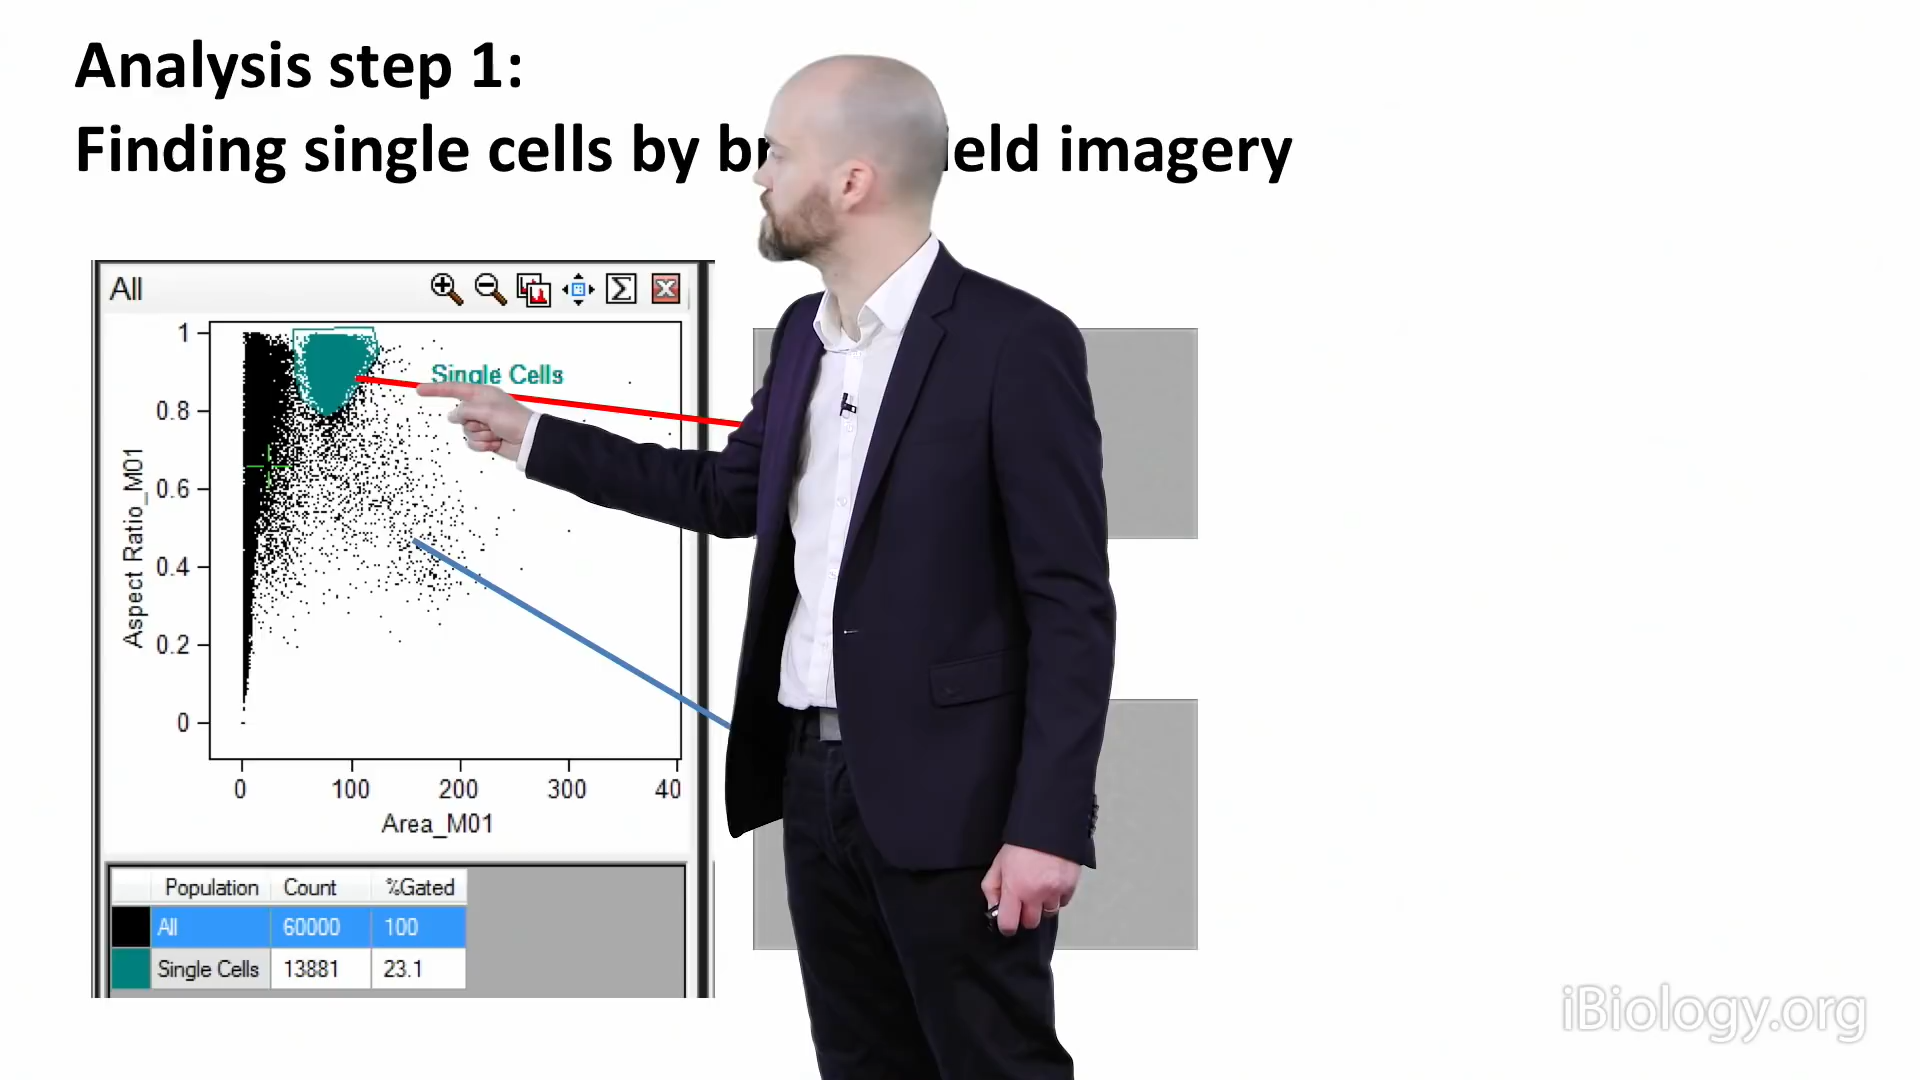 Analysis step 1:
Finding single cells by br ield imagery
All
Single Cells
1
0.8
0.6
0.4
0.2
0
Aspect Ratio_M01
0 100 200 300 40
Area_M01
Population Count %Gated
All 60000 100
Single Cells 13881 23.1
iBiology.org